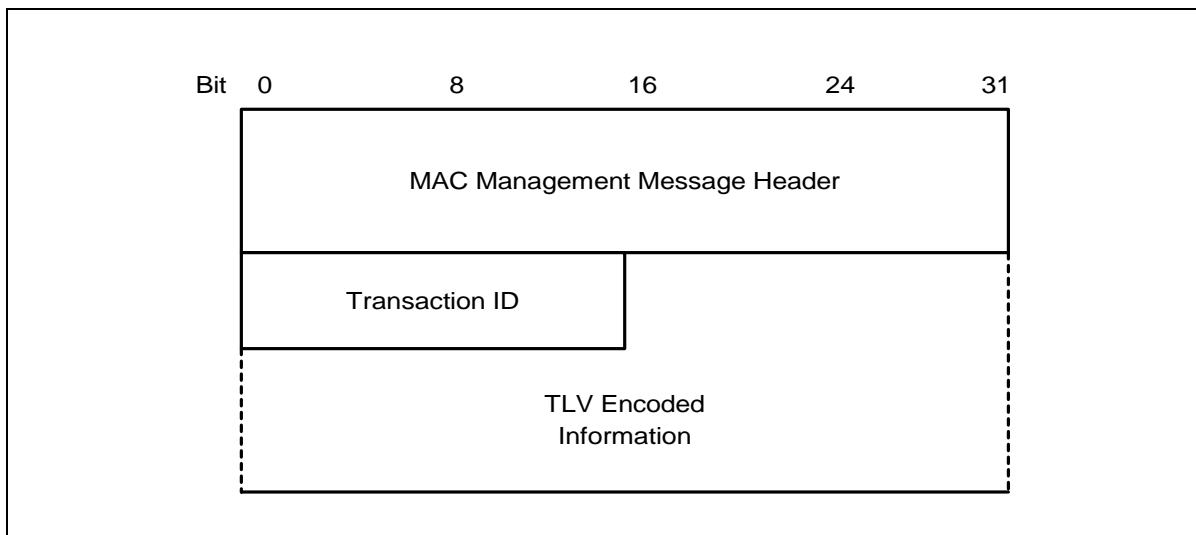 Bit 0 8 16 24 31
MAC Management Message Header
Transaction ID
TLV Encoded
Information